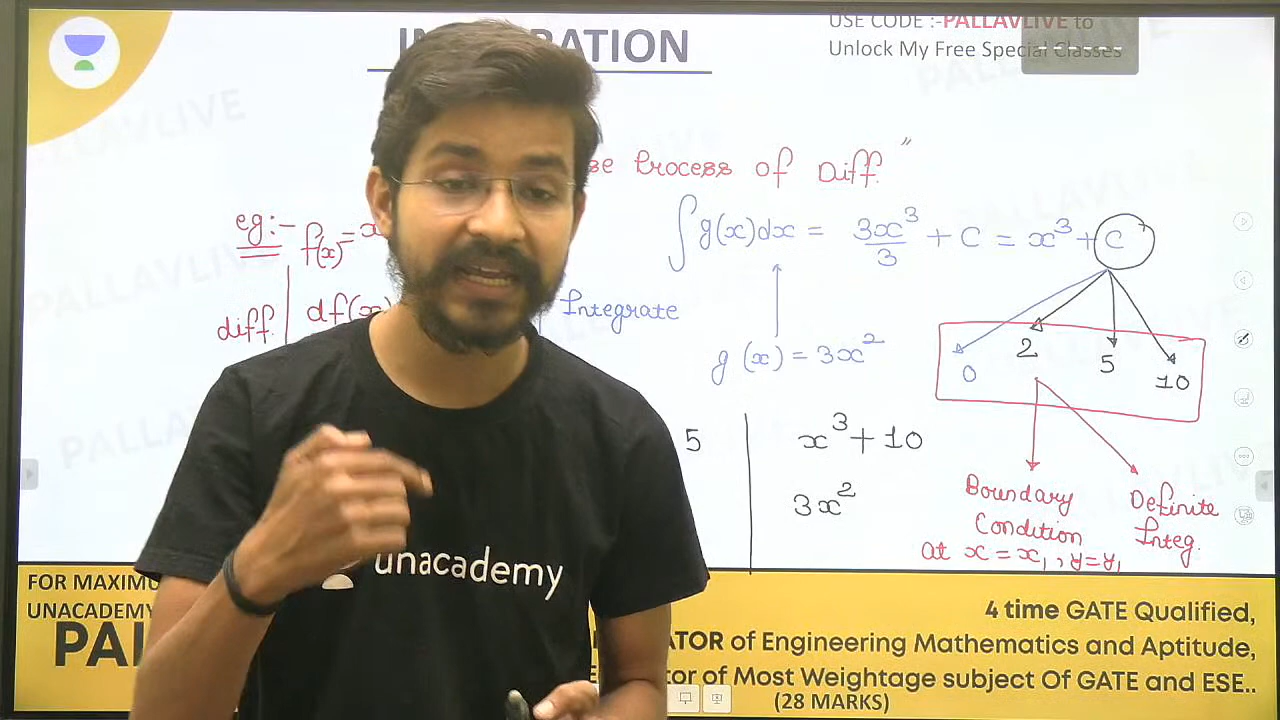 USE CODE :-PALLAVLIVE to
Unlock My Free Special Classes
Process of Diff."
eg:- f(x) = x
∫g(x)dx = 3x³/3 + C = x³ + C
diff. df(x)
Integrate
g(x) = 3x²
0 2 5 10
5
x³ + 10
3x²
Boundary
Condition
at x = x₁, y = y₁
Definite
Integ.
unacademy
FOR MAXIMU
UNACADEMY
4 time GATE Qualified,
ATOR of Engineering Mathematics and Aptitude,
tor of Most Weightage subject Of GATE and ESE..
(28 MARKS)
PALLAVLIVE